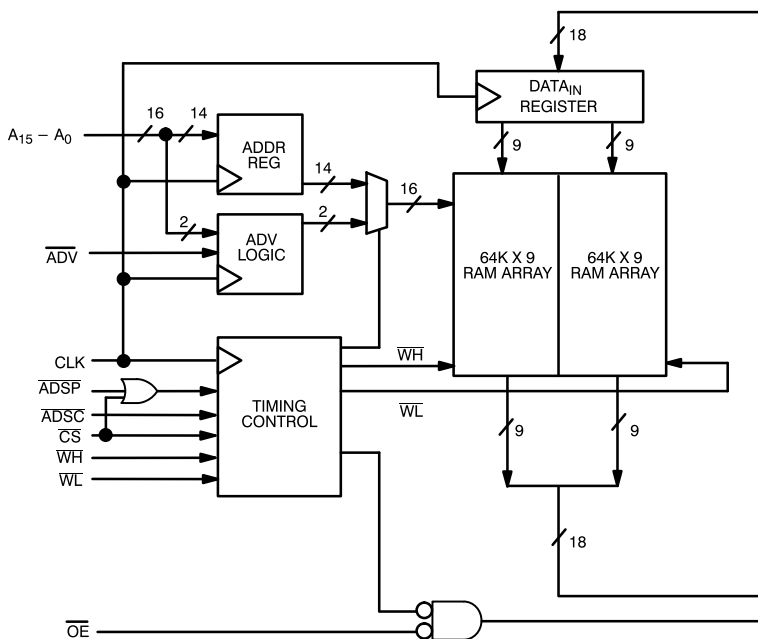 18
DATAIN
REGISTER
16
14
A15 – A0
ADDR
REG
9
9
14
16
2
2
ADV
LOGIC
64K X 9
RAM ARRAY
64K X 9
RAM ARRAY
ADV
CLK
WH
ADSP
TIMING
CONTROL
WL
ADSC
CS
9
9
WH
WL
18
OE